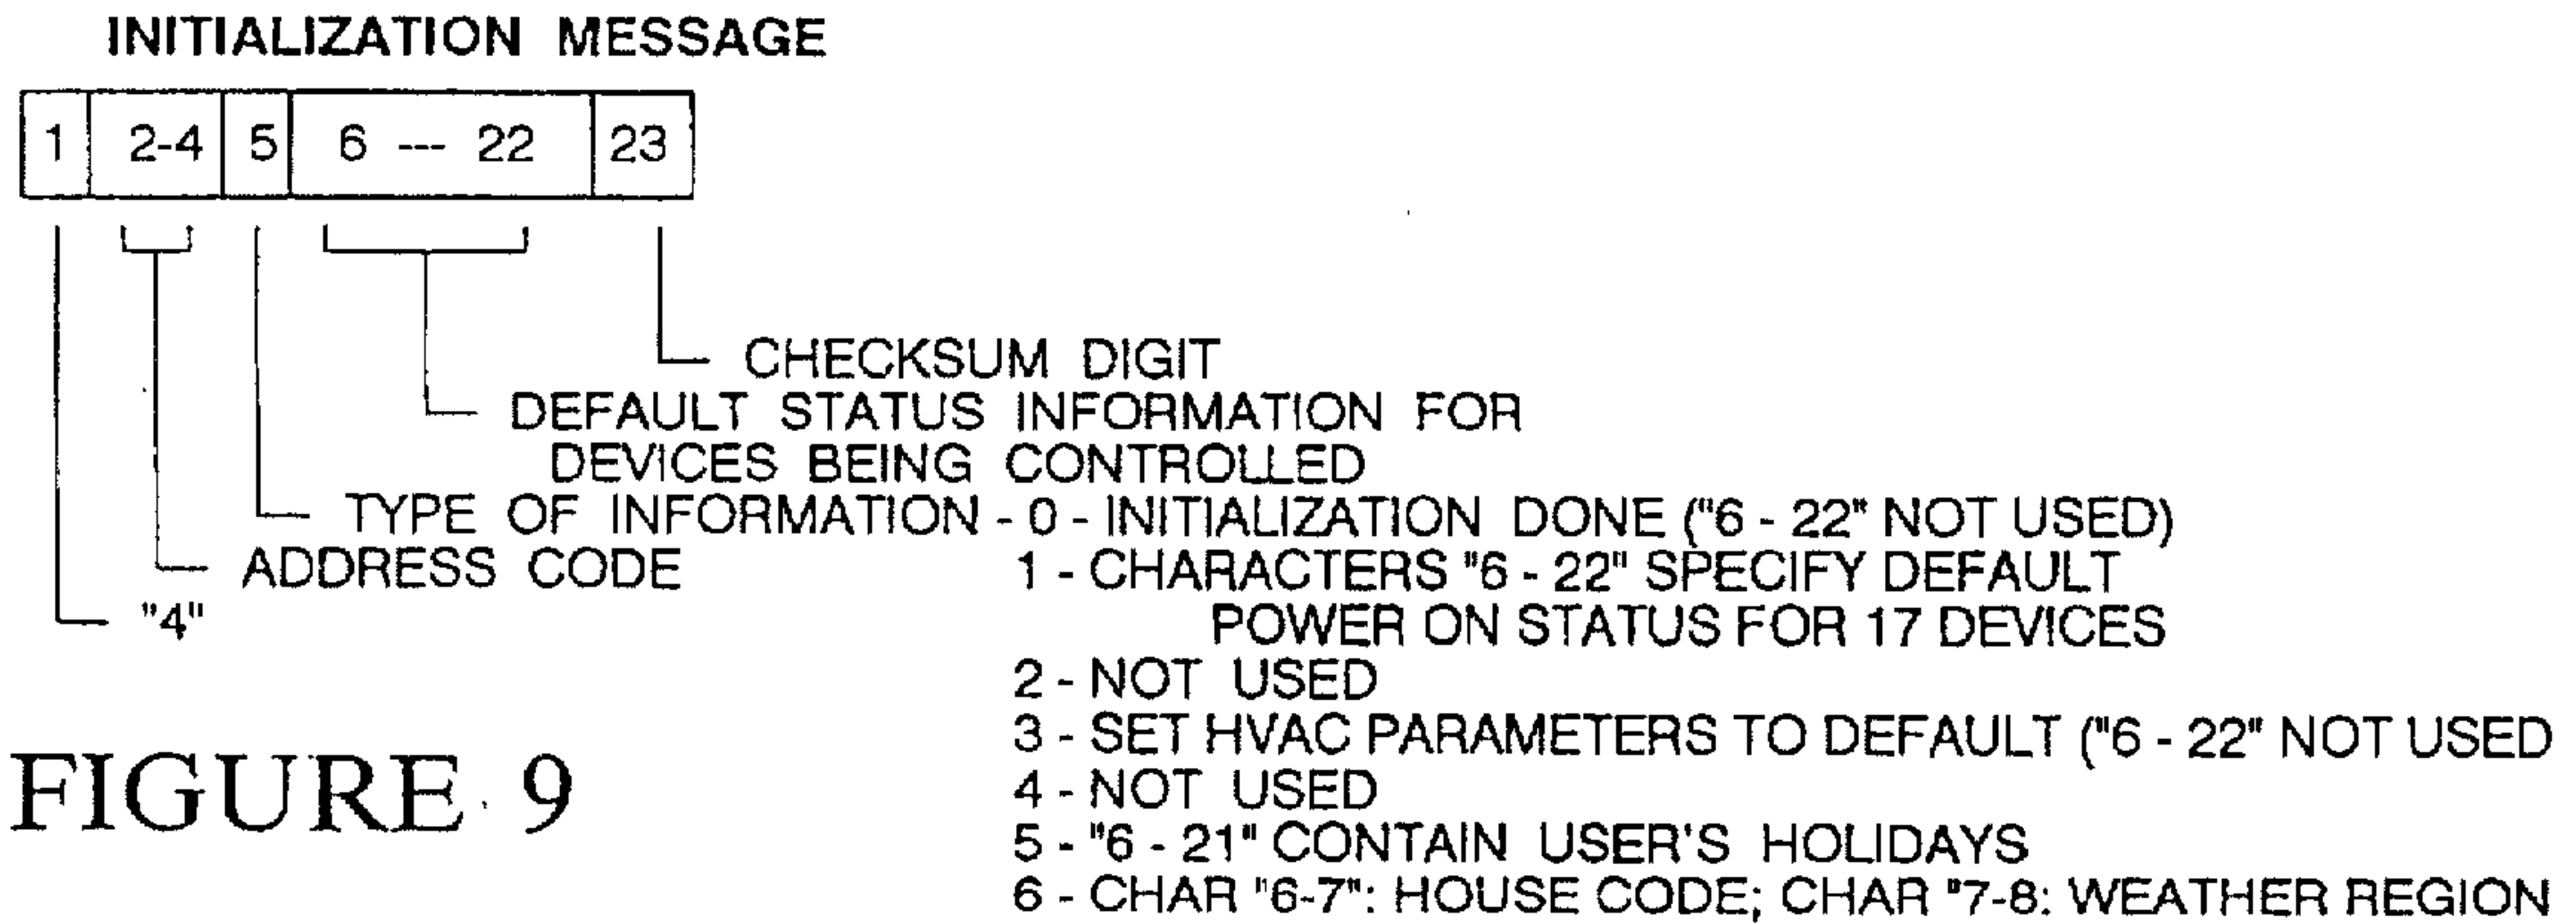 INITIALIZATION MESSAGE
1 2-4 5 6 --- 22 23
CHECKSUM DIGIT
DEFAULT STATUS INFORMATION FOR
DEVICES BEING CONTROLLED
TYPE OF INFORMATION - 0 - INITIALIZATION DONE ("6 - 22" NOT USED)
ADDRESS CODE 1 - CHARACTERS "6 - 22" SPECIFY DEFAULT
"4" POWER ON STATUS FOR 17 DEVICES
2 - NOT USED
3 - SET HVAC PARAMETERS TO DEFAULT ("6 - 22" NOT USED
4 - NOT USED
5 - "6 - 21" CONTAIN USER'S HOLIDAYS
6 - CHAR "6-7": HOUSE CODE; CHAR "7-8: WEATHER REGION
FIGURE 9